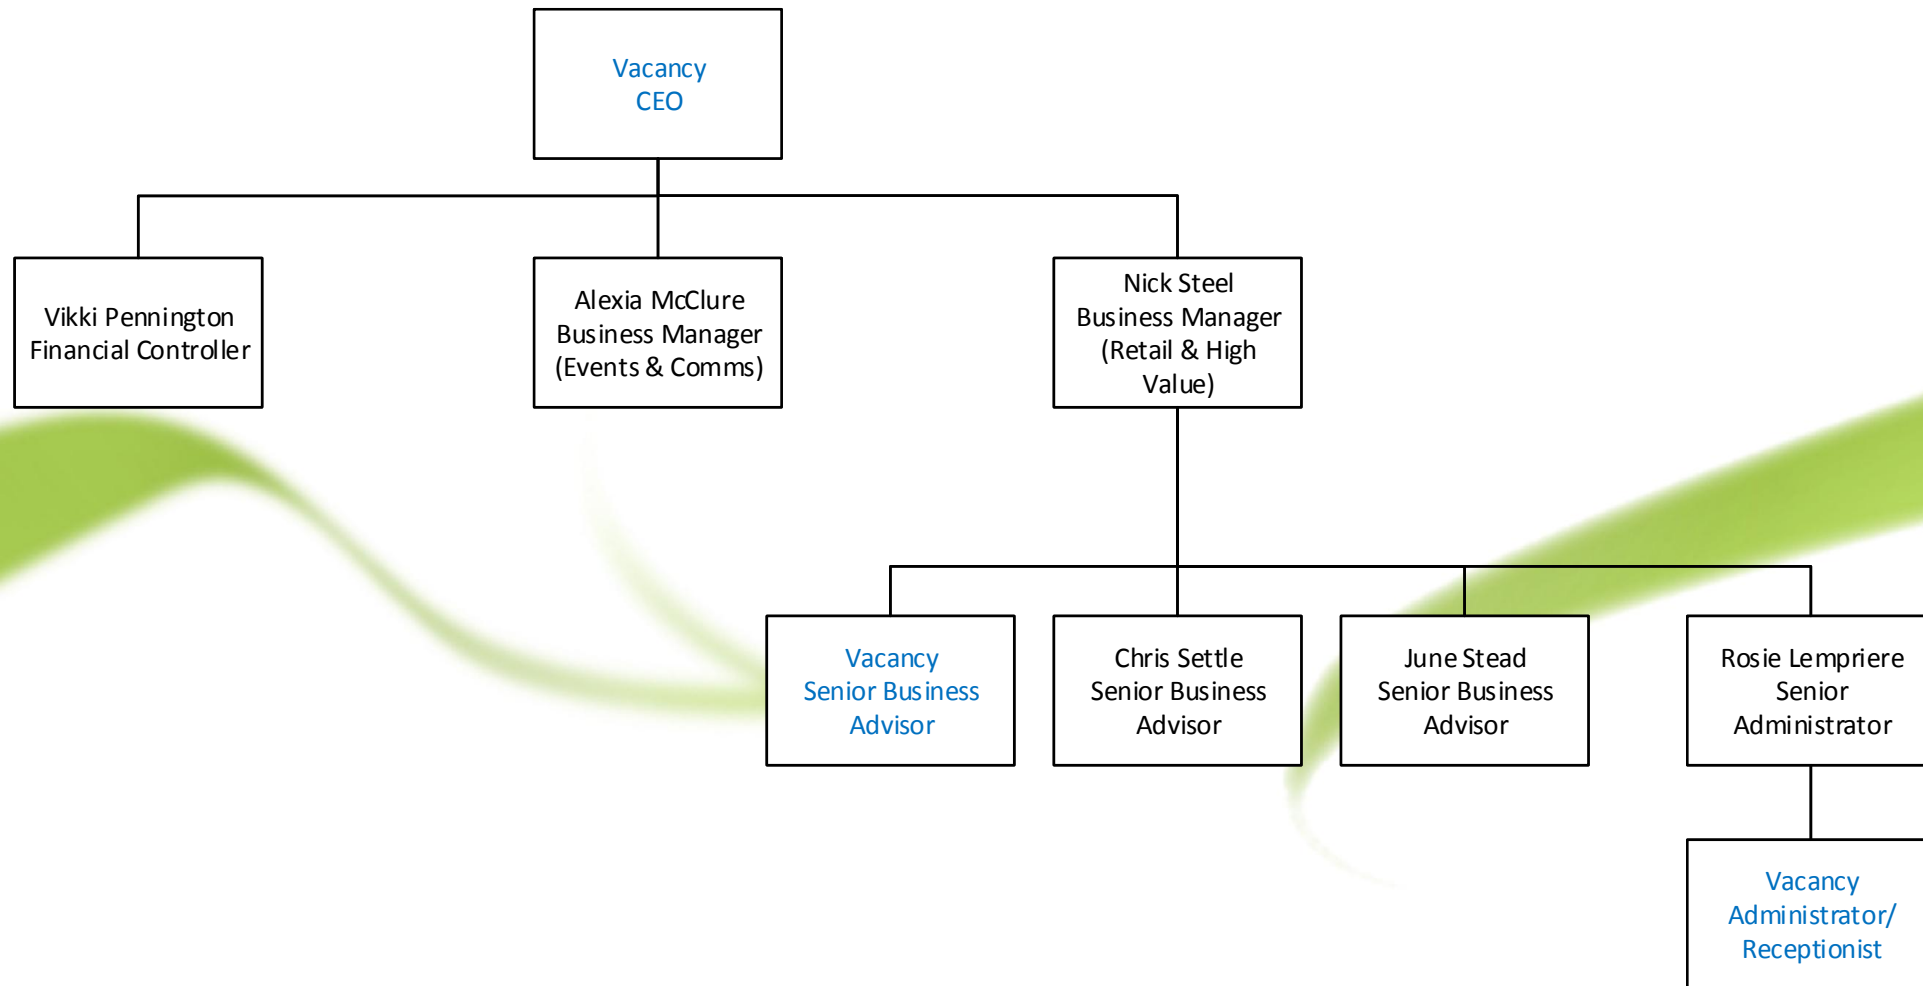 Vacancy
CEO
Vikki Pennington
Financial Controller
Alexia McClure
Business Manager
(Events & Comms)
Nick Steel
Business Manager
(Retail & High
Value)
Vacancy
Senior Business
Advisor
Chris Settle
Senior Business
Advisor
June Stead
Senior Business
Advisor
Rosie Lempriere
Senior
Administrator
Vacancy
Administrator/
Receptionist